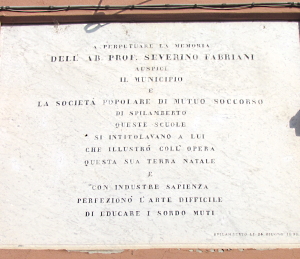 A PERPETUARE LA MEMORIA
DELL' AB PROF. SEVERINO FABRIANI
AUSPICI
IL MUNICIPIO
E
LA SOCIETÀ POPOLARE DI MUTUO SOCCORSO
DI SPILAMBERTO
QUESTE SCUOLE
SI INTITOLAVANO A LUI
CHE ILLUSTRÒ COLL' OPERA
QUESTA SUA TERRA NATALE
E
CON INDUSTRE SAPIENZA
PERFEZIONÒ L'ARTE DIFFICILE
DI EDUCARE I SORDO MUTI
SPILAMBERTO